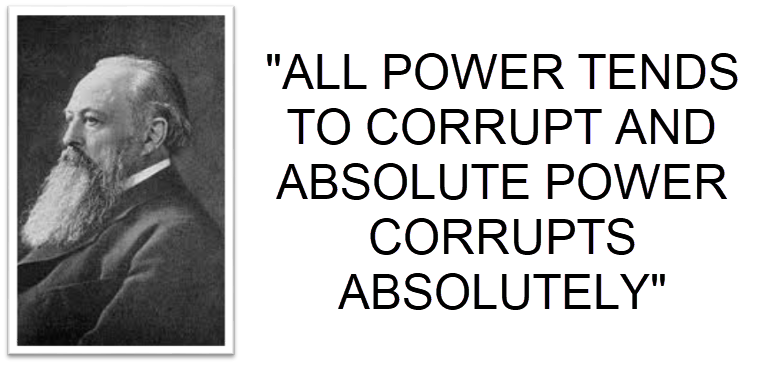 "ALL POWER TENDS
TO CORRUPT AND
ABSOLUTE POWER
CORRUPTS
ABSOLUTELY"